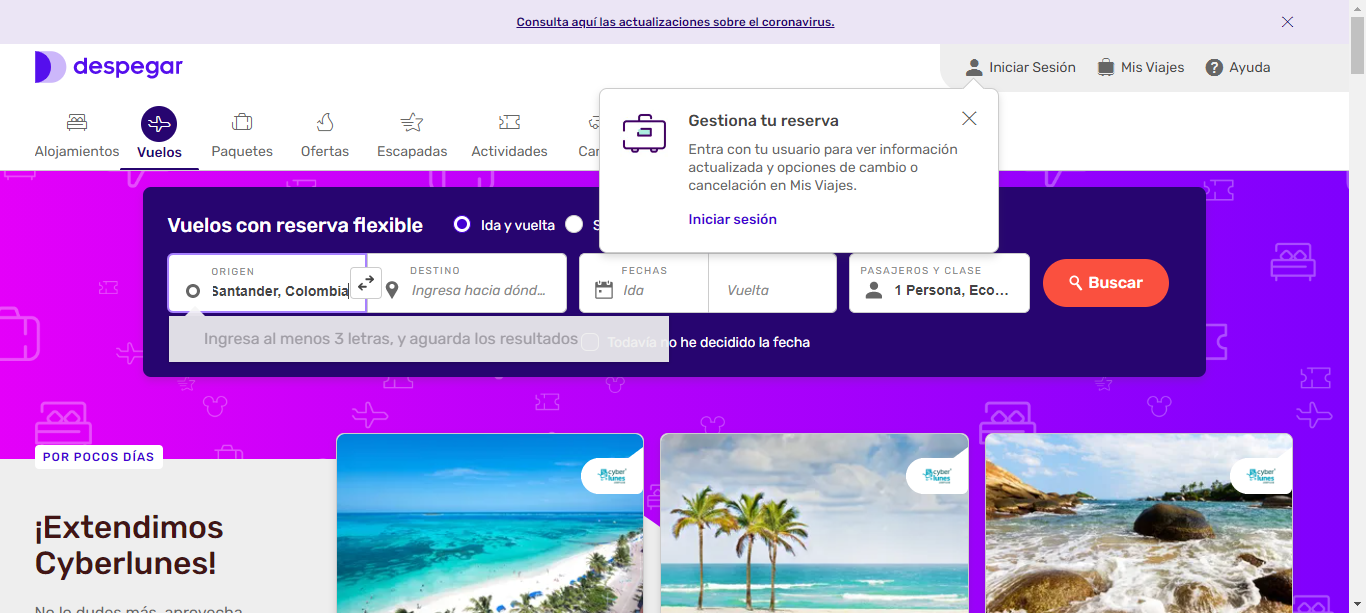 Consulta aquí las actualizaciones sobre el coronavirus.
despegar
Iniciar Sesión
Mis Viajes
Ayuda
Alojamientos
Vuelos
Paquetes
Ofertas
Escapadas
Actividades
Gestiona tu reserva
Entra con tu usuario para ver información
actualizada y opciones de cambio o
cancelación en Mis Viajes.
Iniciar sesión
Vuelos con reserva flexible
Ida y vuelta
ORIGEN
Santander, Colombia
DESTINO
Ingresa hacia dónd...
FECHAS
Ida
Vuelta
PASAJEROS Y CLASE
1 Persona, Eco...
Buscar
Ingresa al menos 3 letras, y aguarda los resultados
Todavía no he decidido la fecha
POR POCOS DÍAS
¡Extendimos
Cyberlunes!
No lo dudes más, aprovecha
cyber
lunes
cyber
lunes
cyber
lunes